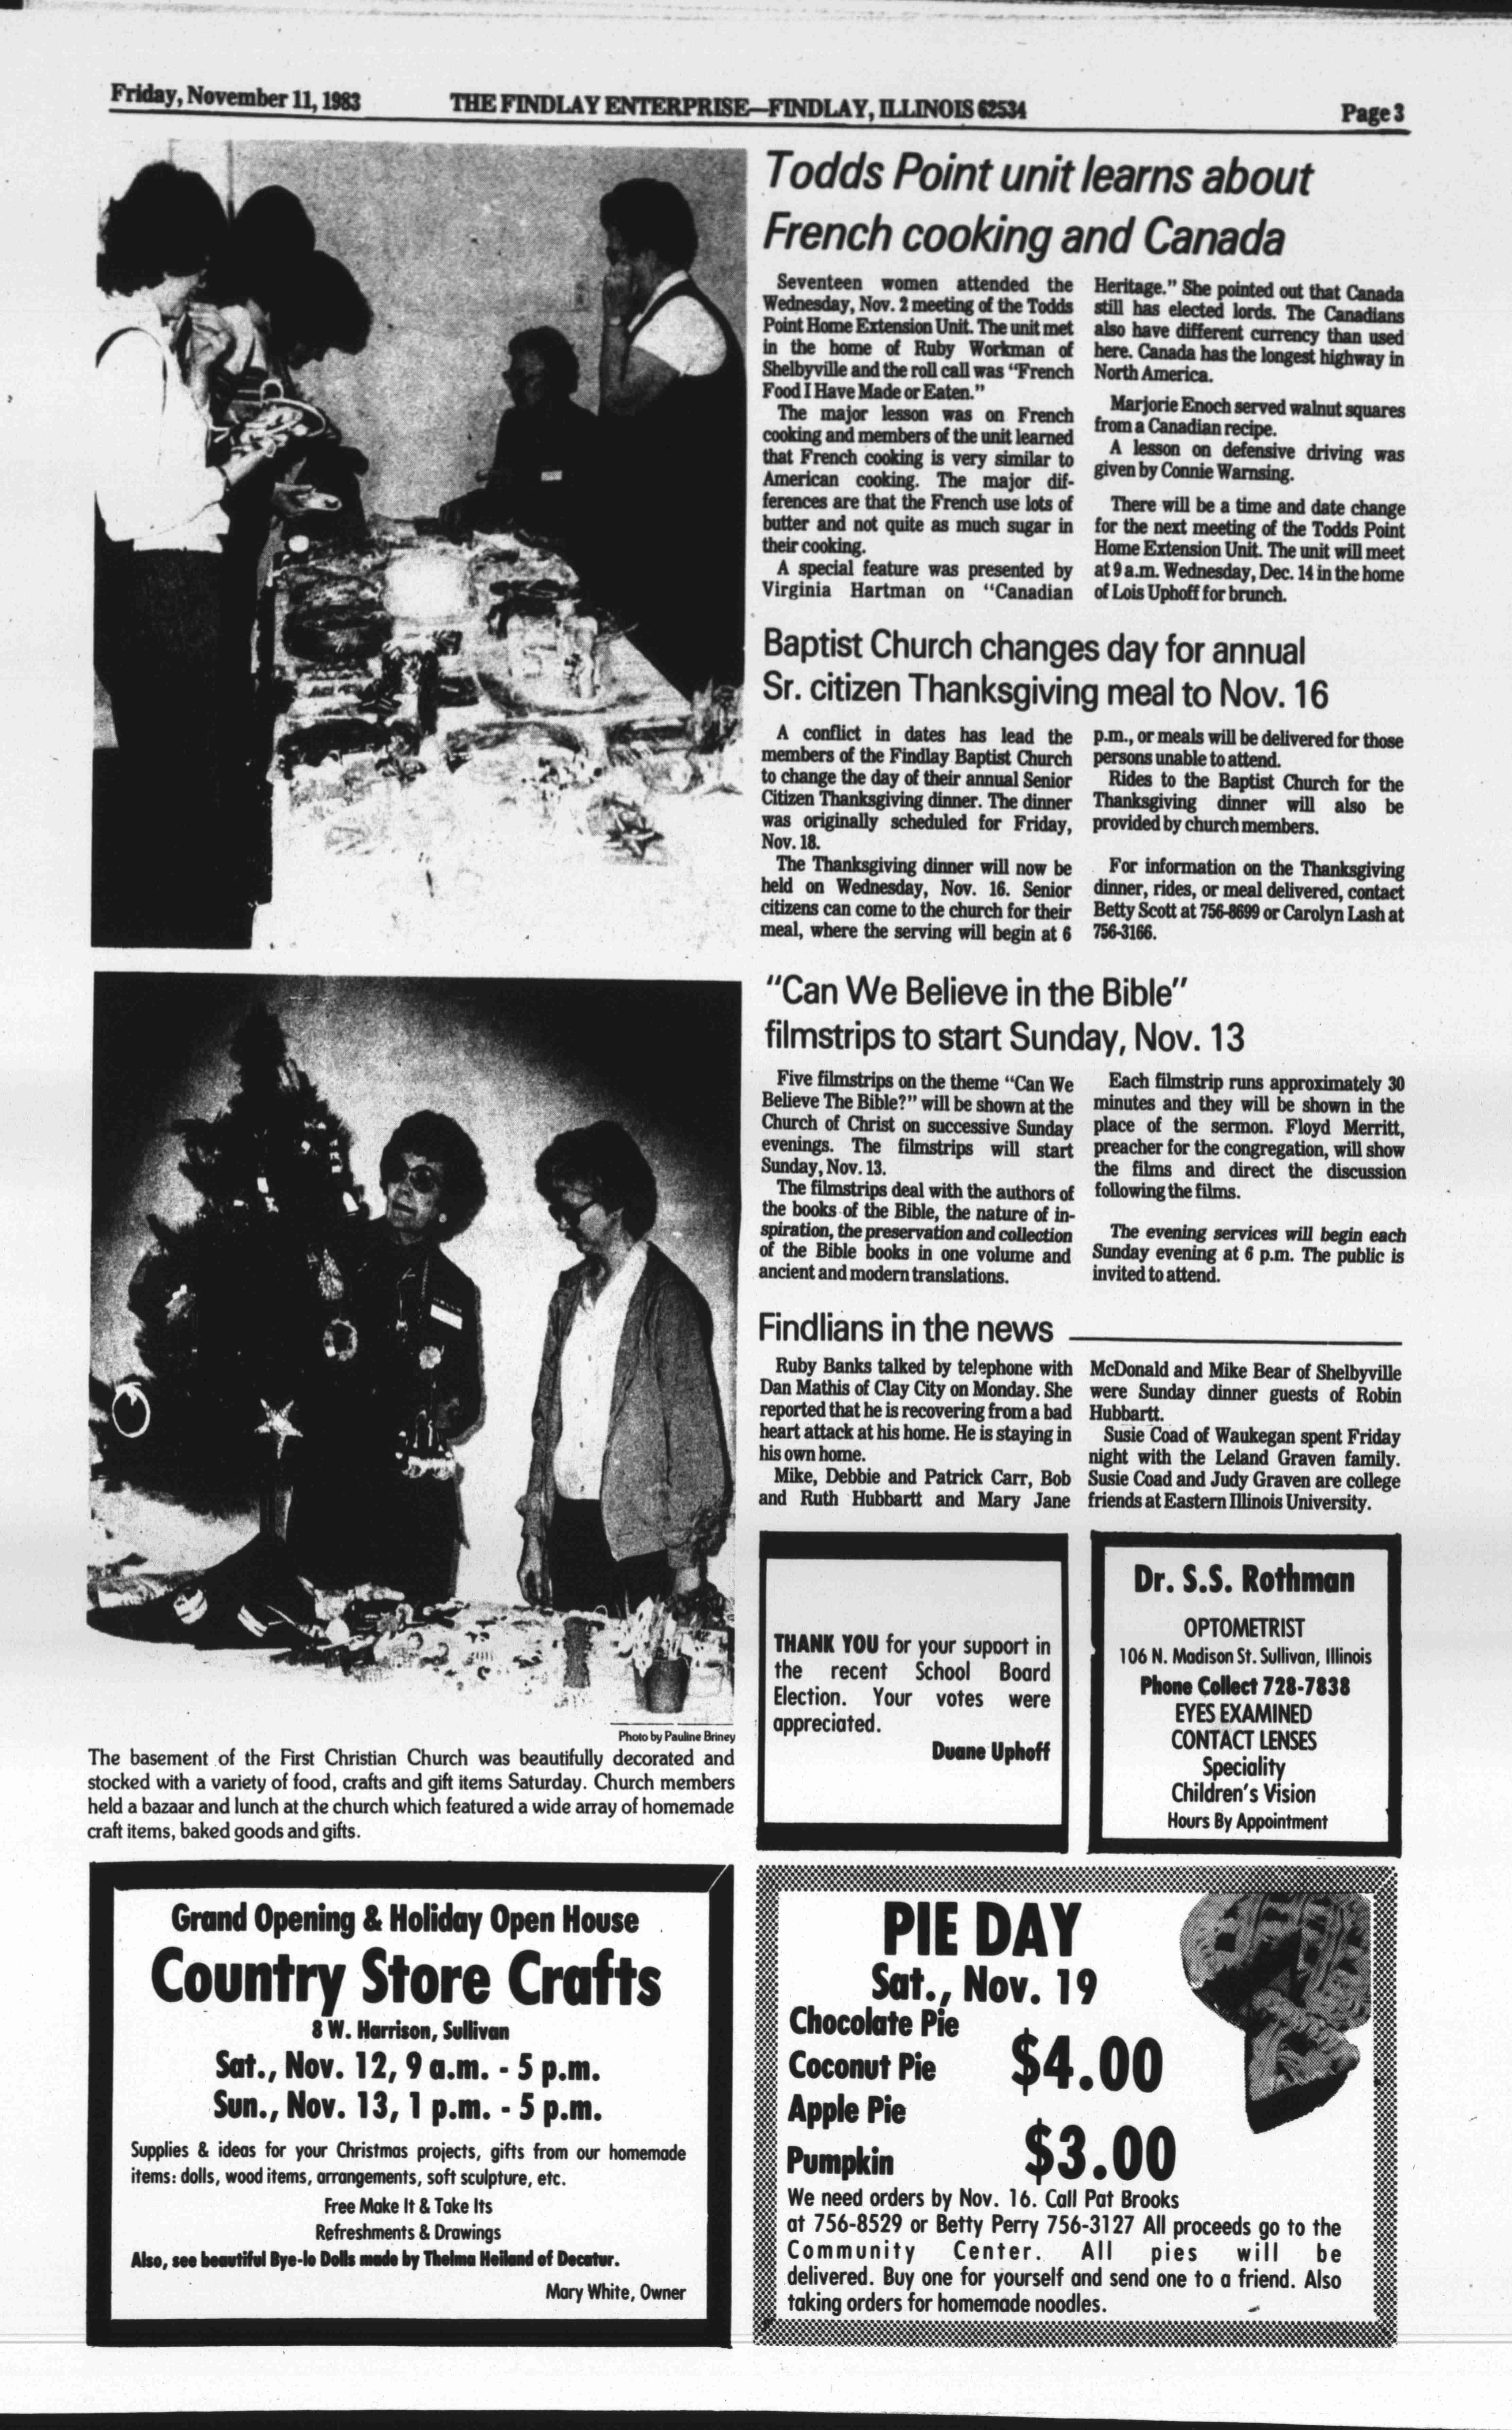 Friday, November 11, 1983
THE FINDLAY ENTERPRISE—FINDLAY, ILLINOIS 62534
Page 3
Todds Point unit learns about
French cooking and Canada
Seventeen women attended the
Wednesday, Nov. 2 meeting of the Todds
Point Home Extension Unit. The unit met
in the home of Ruby Workman of
Shelbyville and the roll call was "French
Food I Have Made or Eaten."
The major lesson was on French
cooking and members of the unit learned
that French cooking is very similar to
American cooking. The major dif-
ferences are that the French use lots of
butter and not quite as much sugar in
their cooking.
A special feature was presented by
Virginia Hartman on "Canadian
Heritage." She pointed out that Canada
still has elected lords. The Canadians
also have different currency than used
here. Canada has the longest highway in
North America.
Marjorie Enoch served walnut squares
from a Canadian recipe.
A lesson on defensive driving was
given by Connie Warnsing.
There will be a time and date change
for the next meeting of the Todds Point
Home Extension Unit. The unit will meet
at 9 a.m. Wednesday, Dec. 14 in the home
of Lois Uphoff for brunch.
Baptist Church changes day for annual
Sr. citizen Thanksgiving meal to Nov. 16
A conflict in dates has lead the
members of the Findlay Baptist Church
to change the day of their annual Senior
Citizen Thanksgiving dinner. The dinner
was originally scheduled for Friday,
Nov. 18.
The Thanksgiving dinner will now be
held on Wednesday, Nov. 16. Senior
citizens can come to the church for their
meal, where the serving will begin at 6
p.m., or meals will be delivered for those
persons unable to attend.
Rides to the Baptist Church for the
Thanksgiving dinner will also be
provided by church members.
For information on the Thanksgiving
dinner, rides, or meal delivered, contact
Betty Scott at 756-8699 or Carolyn Lash at
756-3166.
"Can We Believe in the Bible"
filmstrips to start Sunday, Nov. 13
Five filmstrips on the theme "Can We
Believe The Bible?" will be shown at the
Church of Christ on successive Sunday
evenings. The filmstrips will start
Sunday, Nov. 13.
The filmstrips deal with the authors of
the books of the Bible, the nature of in-
spiration, the preservation and collection
of the Bible books in one volume and
ancient and modern translations.
Each filmstrip runs approximately 30
minutes and they will be shown in the
place of the sermon. Floyd Merritt,
preacher for the congregation, will show
the films and direct the discussion
following the films.
The evening services will begin each
Sunday evening at 6 p.m. The public is
invited to attend.
Findlians in the news
Ruby Banks talked by telephone with
Dan Mathis of Clay City on Monday. She
reported that he is recovering from a bad
heart attack at his home. He is staying in
his own home.
Mike, Debbie and Patrick Carr, Bob
and Ruth Hubbartt and Mary Jane
McDonald and Mike Bear of Shelbyville
were Sunday dinner guests of Robin
Hubbartt.
Susie Coad of Waukegan spent Friday
night with the Leland Graven family.
Susie Coad and Judy Graven are college
friends at Eastern Illinois University.
Photo by Pauline Briney
The basement of the First Christian Church was beautifully decorated and
stocked with a variety of food, crafts and gift items Saturday. Church members
held a bazaar and lunch at the church which featured a wide array of homemade
craft items, baked goods and gifts.
THANK YOU for your supoort in
the recent School Board
Election. Your votes were
appreciated.
Duane Uphoff
Dr. S.S. Rothman
OPTOMETRIST
106 N. Madison St. Sullivan, Illinois
Phone Collect 728-7838
EYES EXAMINED
CONTACT LENSES
Speciality
Children's Vision
Hours By Appointment
Grand Opening & Holiday Open House
Country Store Crafts
8 W. Harrison, Sullivan
Sat., Nov. 12, 9 a.m. - 5 p.m.
Sun., Nov. 13, 1 p.m. - 5 p.m.
Supplies & ideas for your Christmas projects, gifts from our homemade
items: dolls, wood items, arrangements, soft sculpture, etc.
Free Make It & Take Its
Refreshments & Drawings
Also, see beautiful Bye-lo Dolls made by Thelma Heiland of Decatur.
Mary White, Owner
PIE DAY
Sat., Nov. 19
Chocolate Pie
Coconut Pie $4.00
Apple Pie
Pumpkin $3.00
We need orders by Nov. 16. Call Pat Brooks
at 756-8529 or Betty Perry 756-3127 All proceeds go to the
Community Center. All pies will be
delivered. Buy one for yourself and send one to a friend. Also
taking orders for homemade noodles.